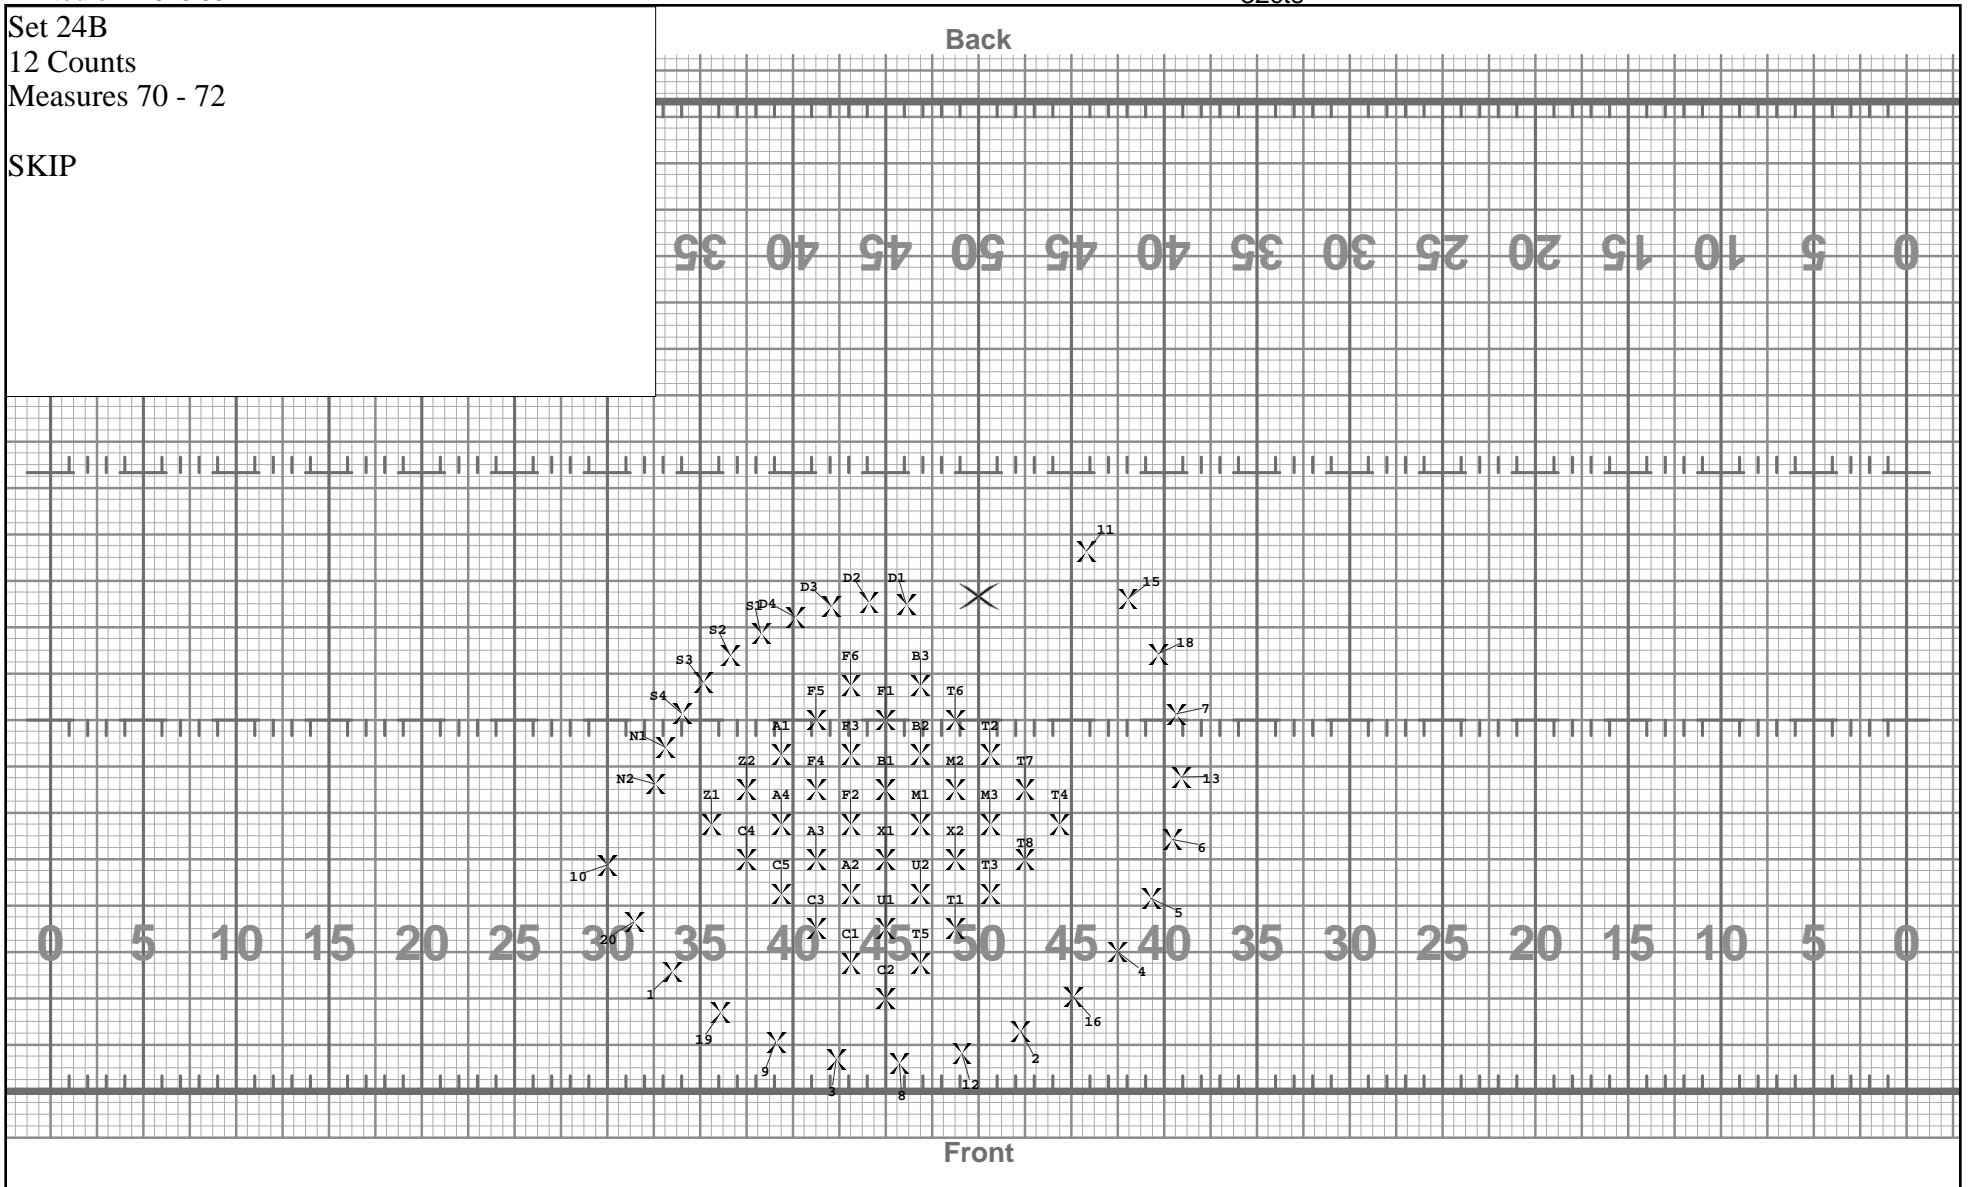 Set 24B
12 Counts
Measures 70 - 72
SKIP
Back
35 40 45 50 45 40 35 30 25 20 15 10 5 0
11
D3 D2 D1 15
S1 D4
S2 18
S3 F6 B3
S4 F5 F1 T6 7
N1 A1 F3 B2 T2
N2 Z2 F4 B1 M2 T7 13
Z1 A4 F2 M1 M3 T4
C4 A3 X1 X2 T8 6
10 C5 A2 U2 T3
C3 U1 T1 5
20 C1 T5
0 5 10 15 20 25 30 35 40 45 50 45 40 35 30 25 20 15 10 5 0
1 C2 4
19 16
9 2
3 8 12
Front